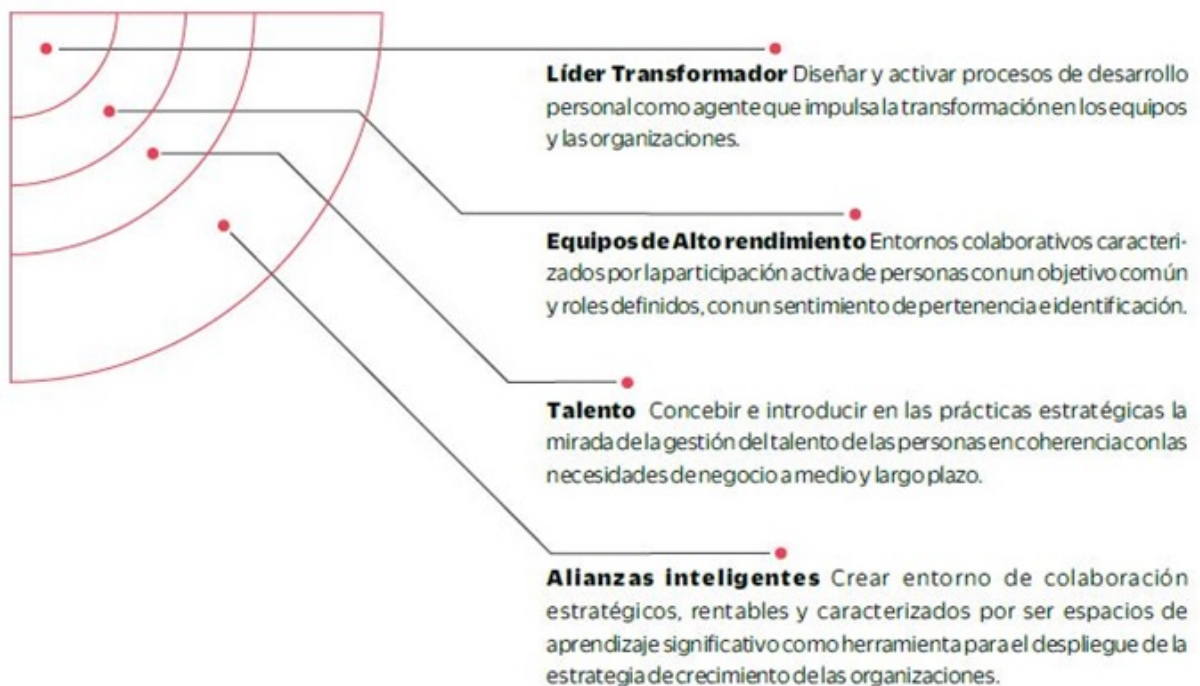 Líder Transformador Diseñar y activar procesos de desarrollo
personal como agente que impulsa la transformación en los equipos
y las organizaciones.
Equipos de Alto rendimiento Entornos colaborativos caracteri-
zados por la participación activa de personas con un objetivo común
y roles definidos, con un sentimiento de pertenencia e identificación.
Talento Concebir e introducir en las prácticas estratégicas la
mirada de la gestión del talento de las personas en coherencia con las
necesidades de negocio a medio y largo plazo.
Alianzas inteligentes Crear entorno de colaboración
estratégicos, rentables y caracterizados por ser espacios de
aprendizaje significativo como herramienta para el despliegue de la
estrategia de crecimiento de las organizaciones.